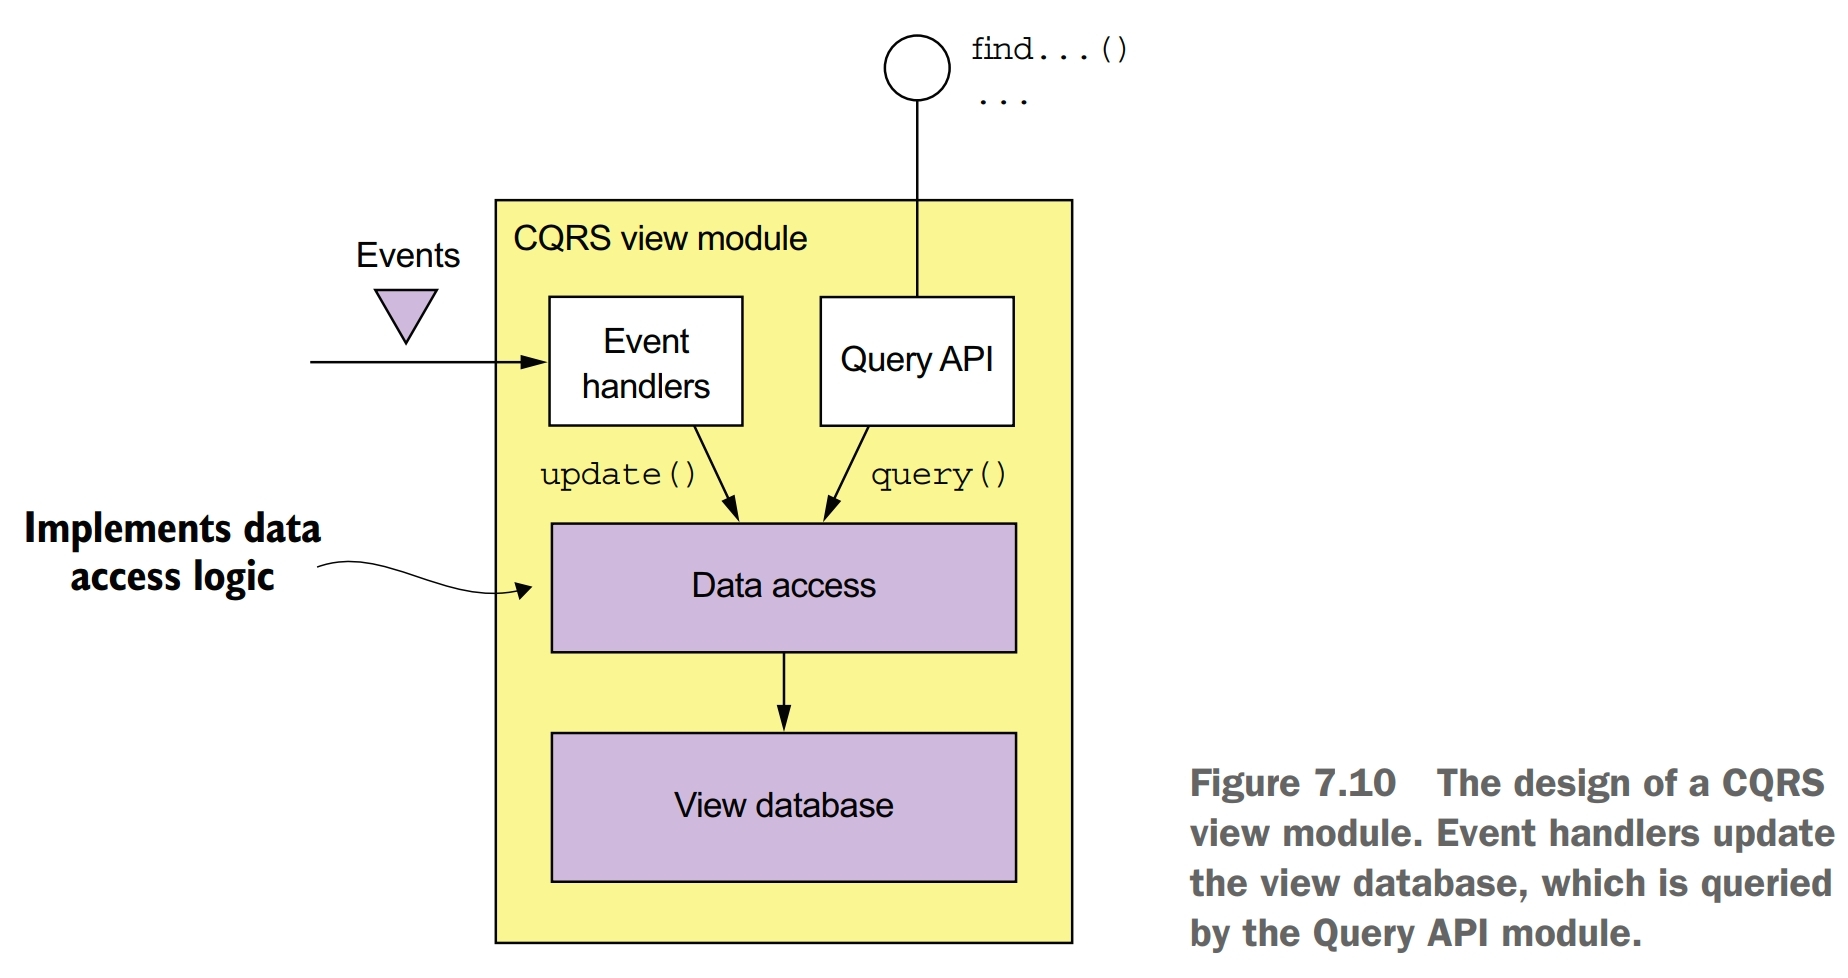 find...()
...
CQRS view module
Events
Event
handlers
Query API
update()
query()
Implements data
access logic
Data access
View database
Figure 7.10 The design of a CQRS
view module. Event handlers update
the view database, which is queried
by the Query API module.